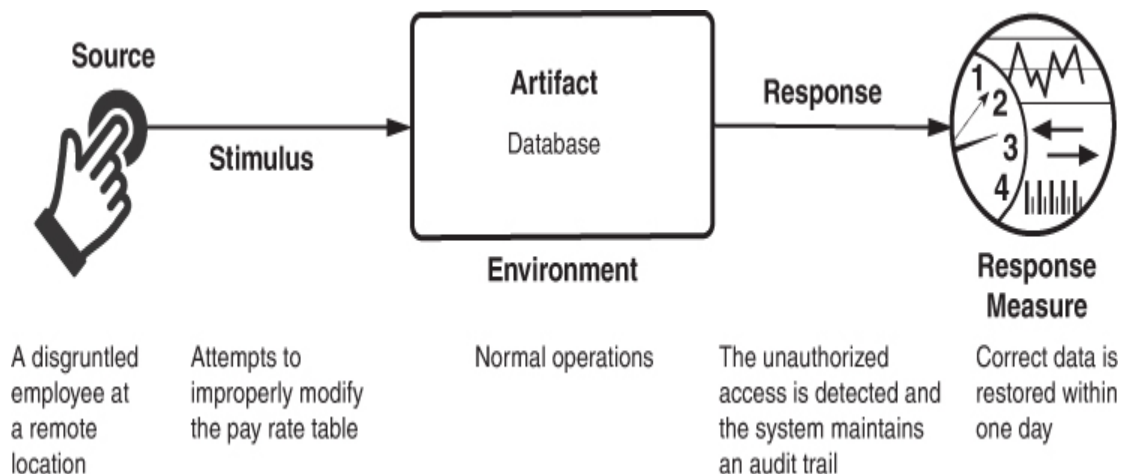 Source
Stimulus
Artifact
Database
Environment
Response
1
2
3
4
Response
Measure
A disgruntled
employee at
a remote
location
Attempts to
improperly modify
the pay rate table
Normal operations
The unauthorized
access is detected and
the system maintains
an audit trail
Correct data is
restored within
one day